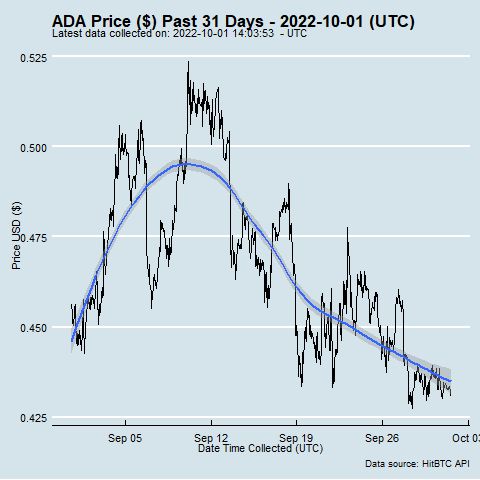 ADA Price ($) Past 31 Days - 2022-10-01 (UTC)
Latest data collected on: 2022-10-01 14:03:53 - UTC
0.525
0.500
0.475
0.450
0.425
Price USD ($)
Sep 05 Sep 12 Sep 19 Sep 26 Oct 03
Date Time Collected (UTC)
Data source: HitBTC API